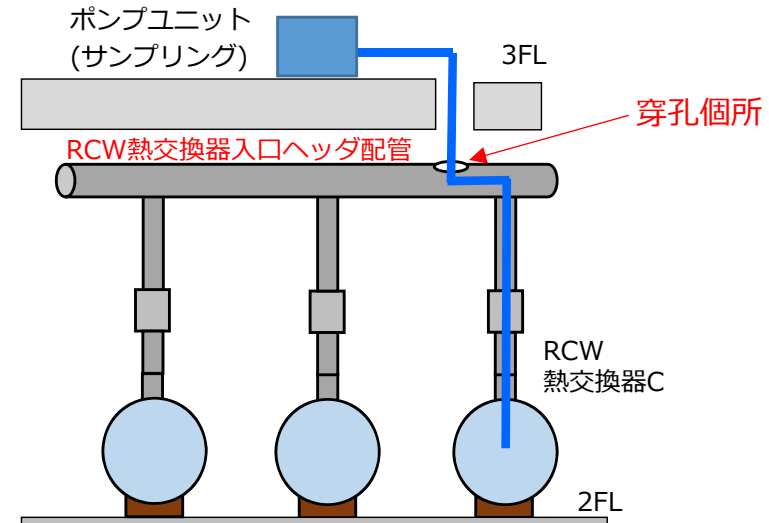 ポンプユニット
(サンプリング)
3FL
穿孔個所
RCW熱交換器入口ヘッダ配管
RCW
熱交換器C
2FL